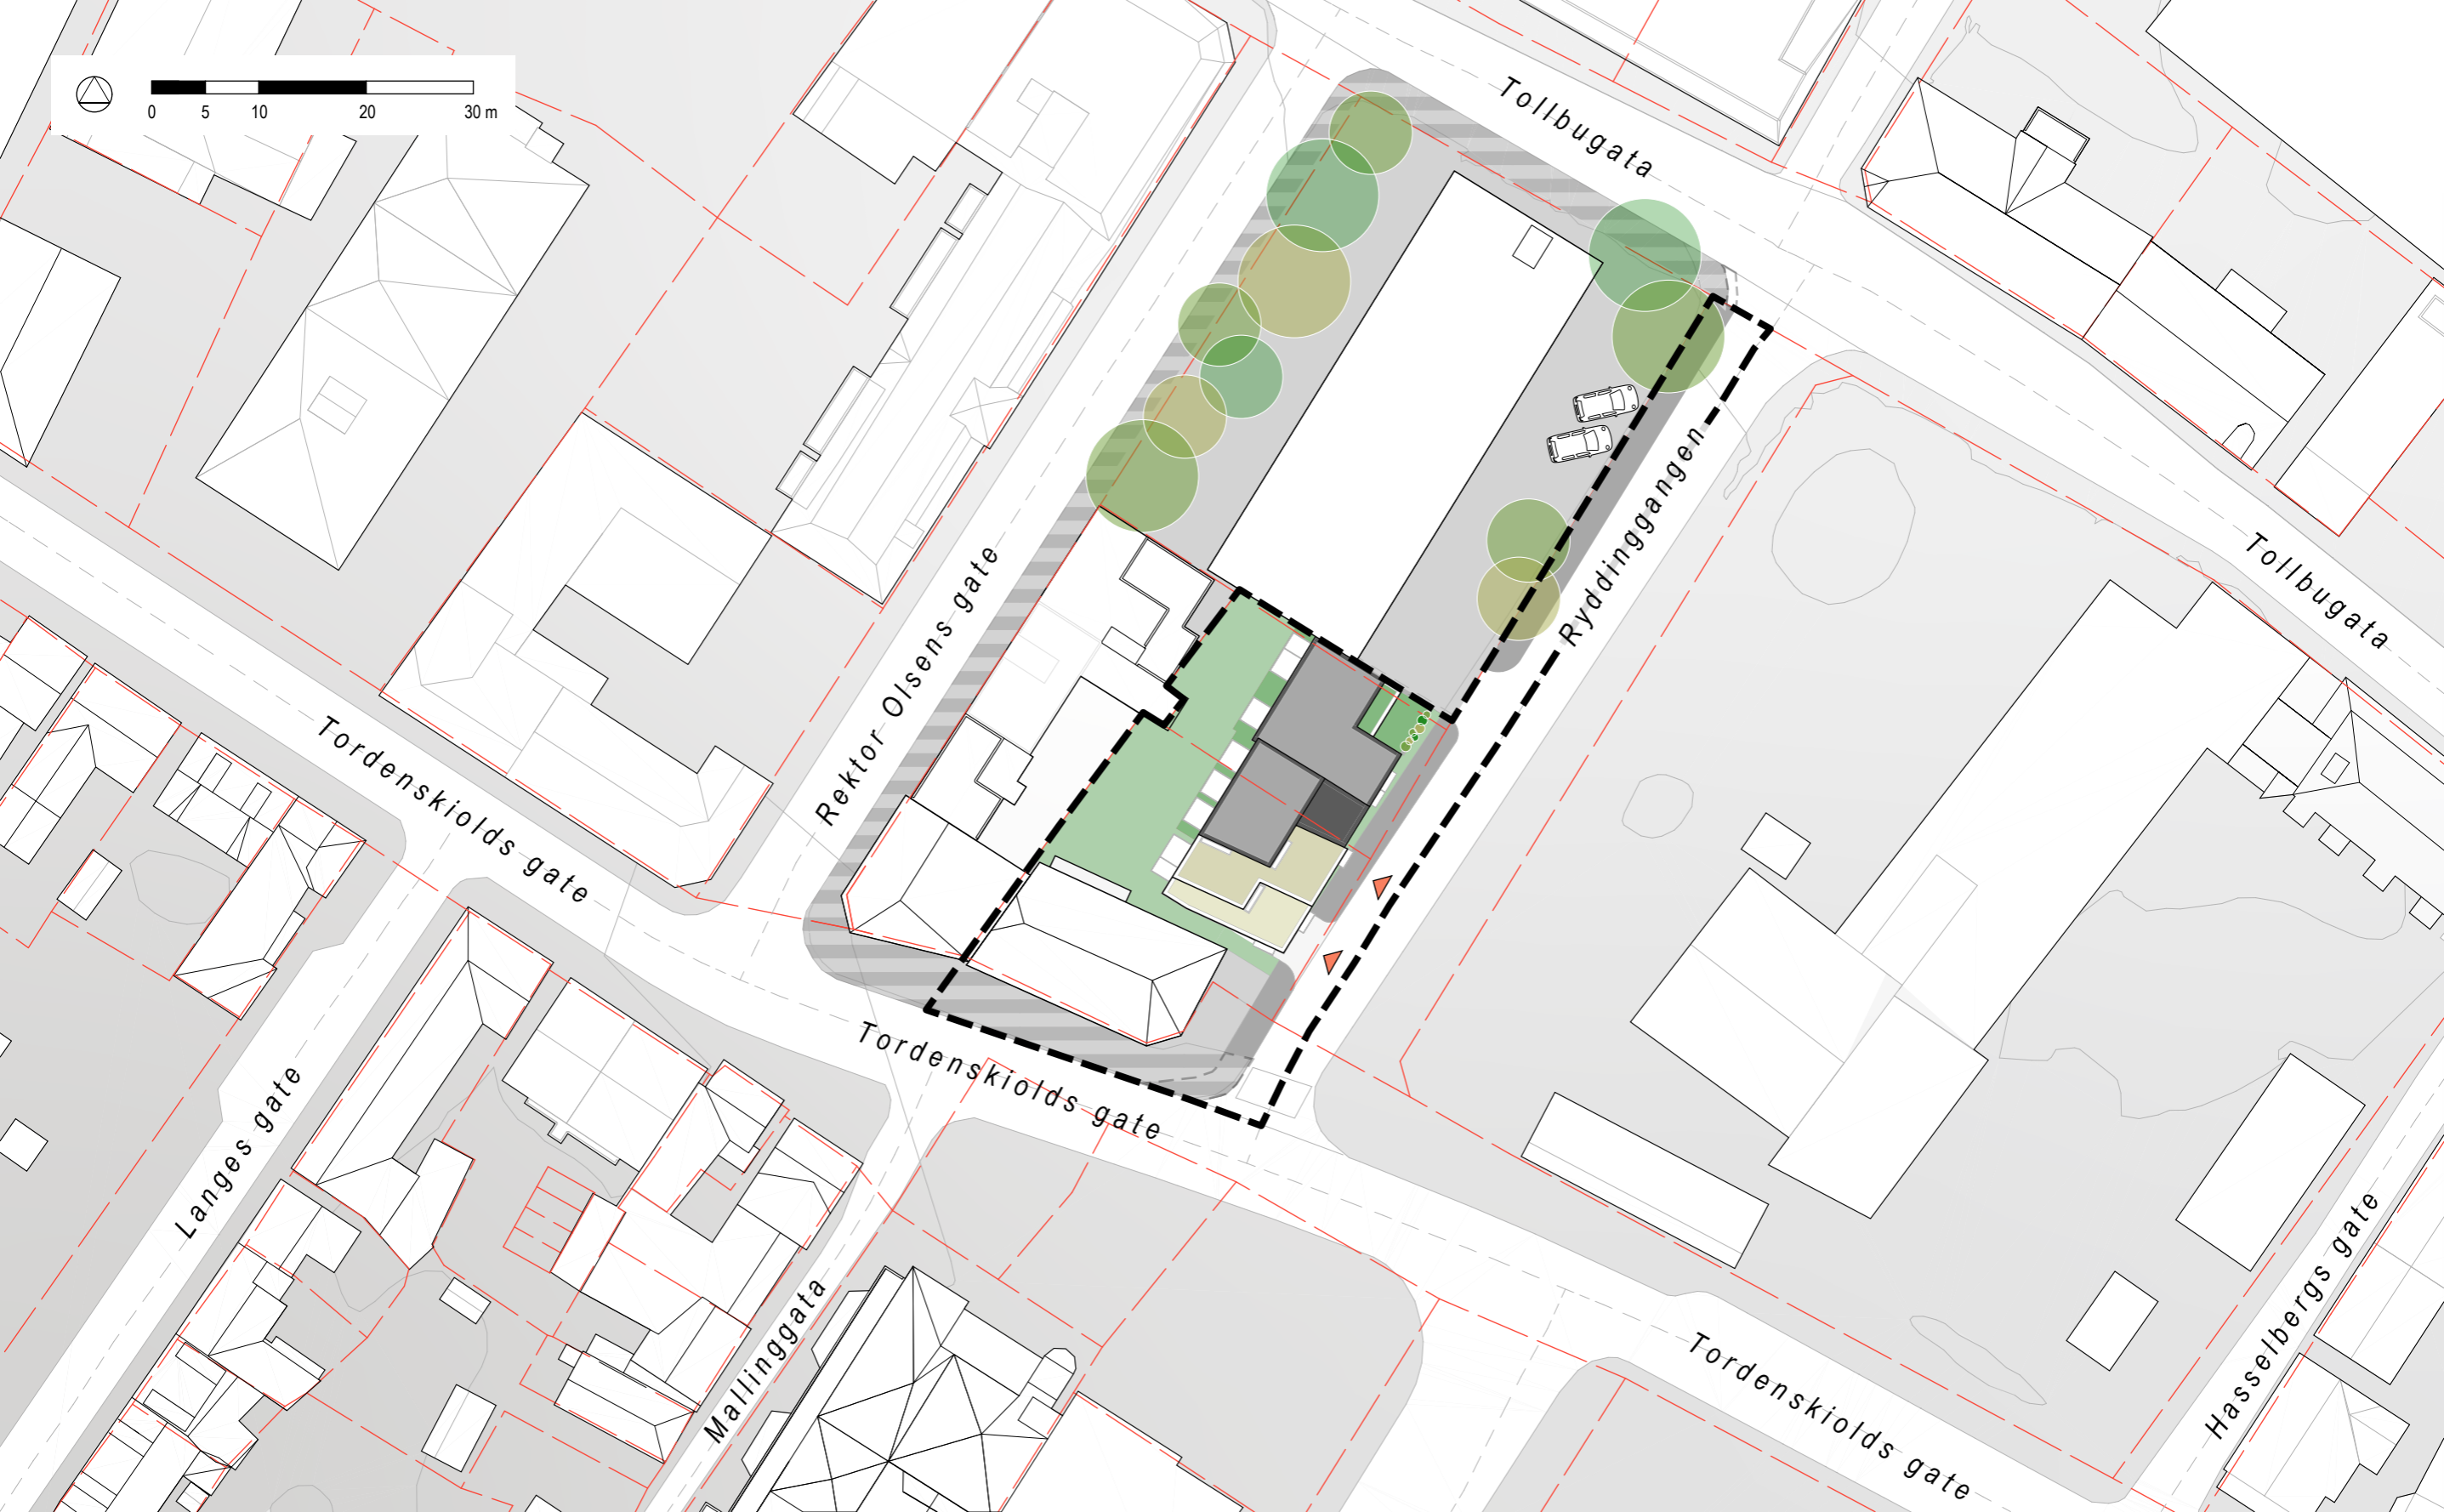 0 5 10 20 30 m
Tollbugata
Ryddinggangen
Tollbugata
Rektor Olsens gate
Tordenskiolds gate
Tordenskiolds gate
Langes gate
Mallinggata
Tordenskiolds gate
Hasselbergs gate